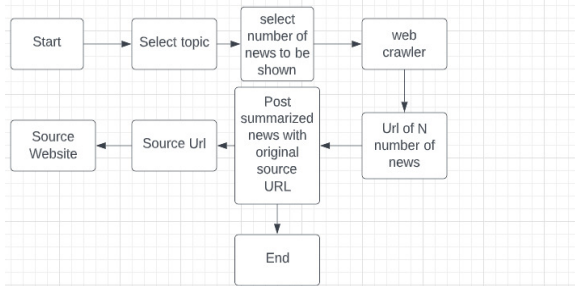 Start
Select topic
select
number of
news to be
shown
web
crawler
Url of N
number of
news
Post
summarized
news with
original
source
URL
Source Url
Source
Website
End